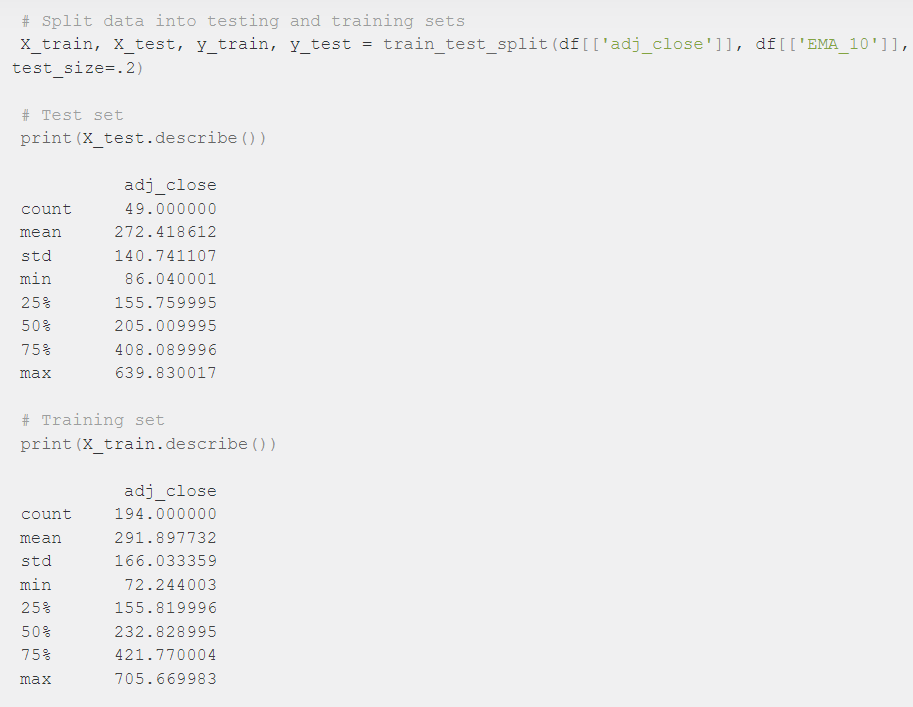 # Split data into testing and training sets
X_train, X_test, y_train, y_test = train_test_split(df[['adj_close']], df[['EMA_10']],
test_size=.2)
# Test set
print(X_test.describe())
adj_close
count 49.000000
mean 272.418612
std 140.741107
min 86.040001
25% 155.759995
50% 205.009995
75% 408.089996
max 639.830017
# Training set
print(X_train.describe())
adj_close
count 194.000000
mean 291.897732
std 166.033359
min 72.244003
25% 155.819996
50% 232.828995
75% 421.770004
max 705.669983